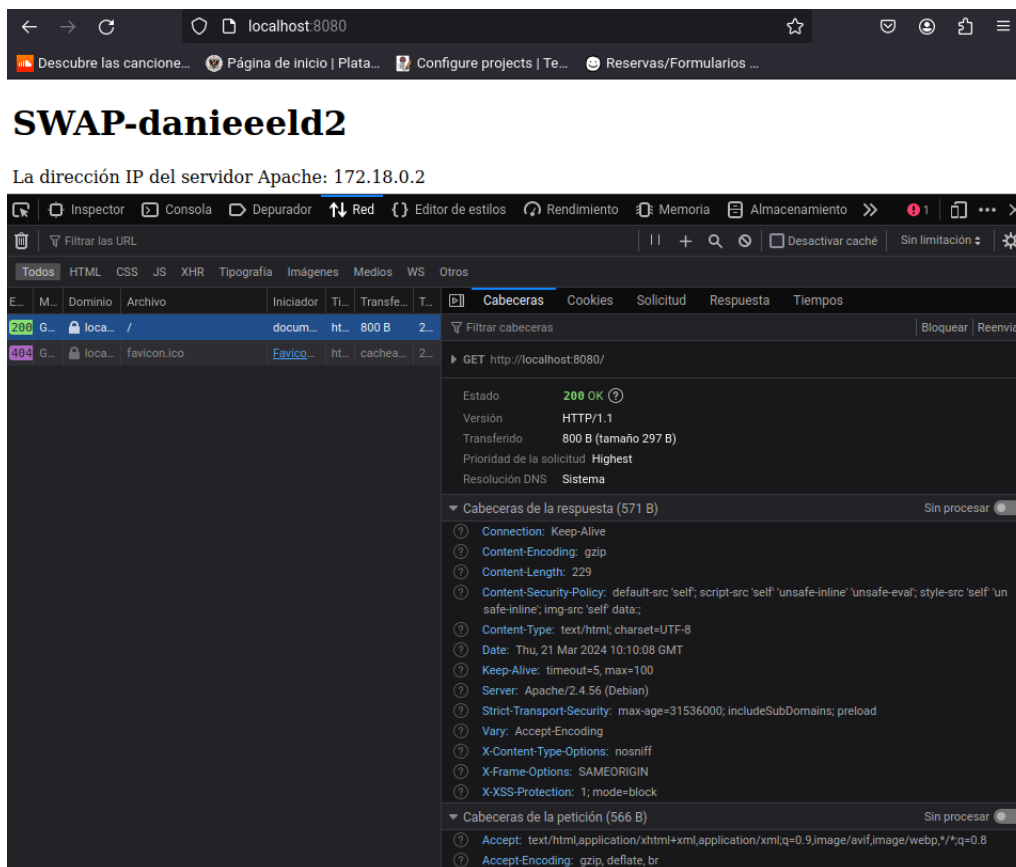 localhost:8080
Descubre las cancione... Página de inicio | Plata... Configure projects | Te... Reservas/Formularios ...
SWAP-danieeeld2
La dirección IP del servidor Apache: 172.18.0.2
Inspector Consola Depurador Red {} Editor de estilos Rendimiento Memoria Almacenamiento 1
Filtrar las URL Desactivar caché Sin limitación
Todos HTML CSS JS XHR Tipografía Imágenes Medios WS Otros
E... M... Dominio Archivo Iniciador Ti... Transfe... T... Cabeceras Cookies Solicitud Respuesta Tiempos
200 G... loca... / docum... ht... 800 B 2... Filtrar cabeceras Bloquear Reenvia
404 G... loca... favicon.ico Favico... ht... cachea... 2...
GET http://localhost:8080/
Estado 200 OK
Versión HTTP/1.1
Transferido 800 B (tamaño 297 B)
Prioridad de la solicitud Highest
Resolución DNS Sistema
Cabeceras de la respuesta (571 B) Sin procesar
Connection: Keep-Alive
Content-Encoding: gzip
Content-Length: 229
Content-Security-Policy: default-src 'self'; script-src 'self' 'unsafe-inline' 'unsafe-eval'; style-src 'self' 'un
safe-inline'; img-src 'self' data:;
Content-Type: text/html; charset=UTF-8
Date: Thu, 21 Mar 2024 10:10:08 GMT
Keep-Alive: timeout=5, max=100
Server: Apache/2.4.56 (Debian)
Strict-Transport-Security: max-age=31536000; includeSubDomains; preload
Vary: Accept-Encoding
X-Content-Type-Options: nosniff
X-Frame-Options: SAMEORIGIN
X-XSS-Protection: 1; mode=block
Cabeceras de la petición (566 B) Sin procesar
Accept: text/html,application/xhtml+xml,application/xml;q=0.9,image/avif,image/webp,*/*;q=0.8
Accept-Encoding: gzip, deflate, br